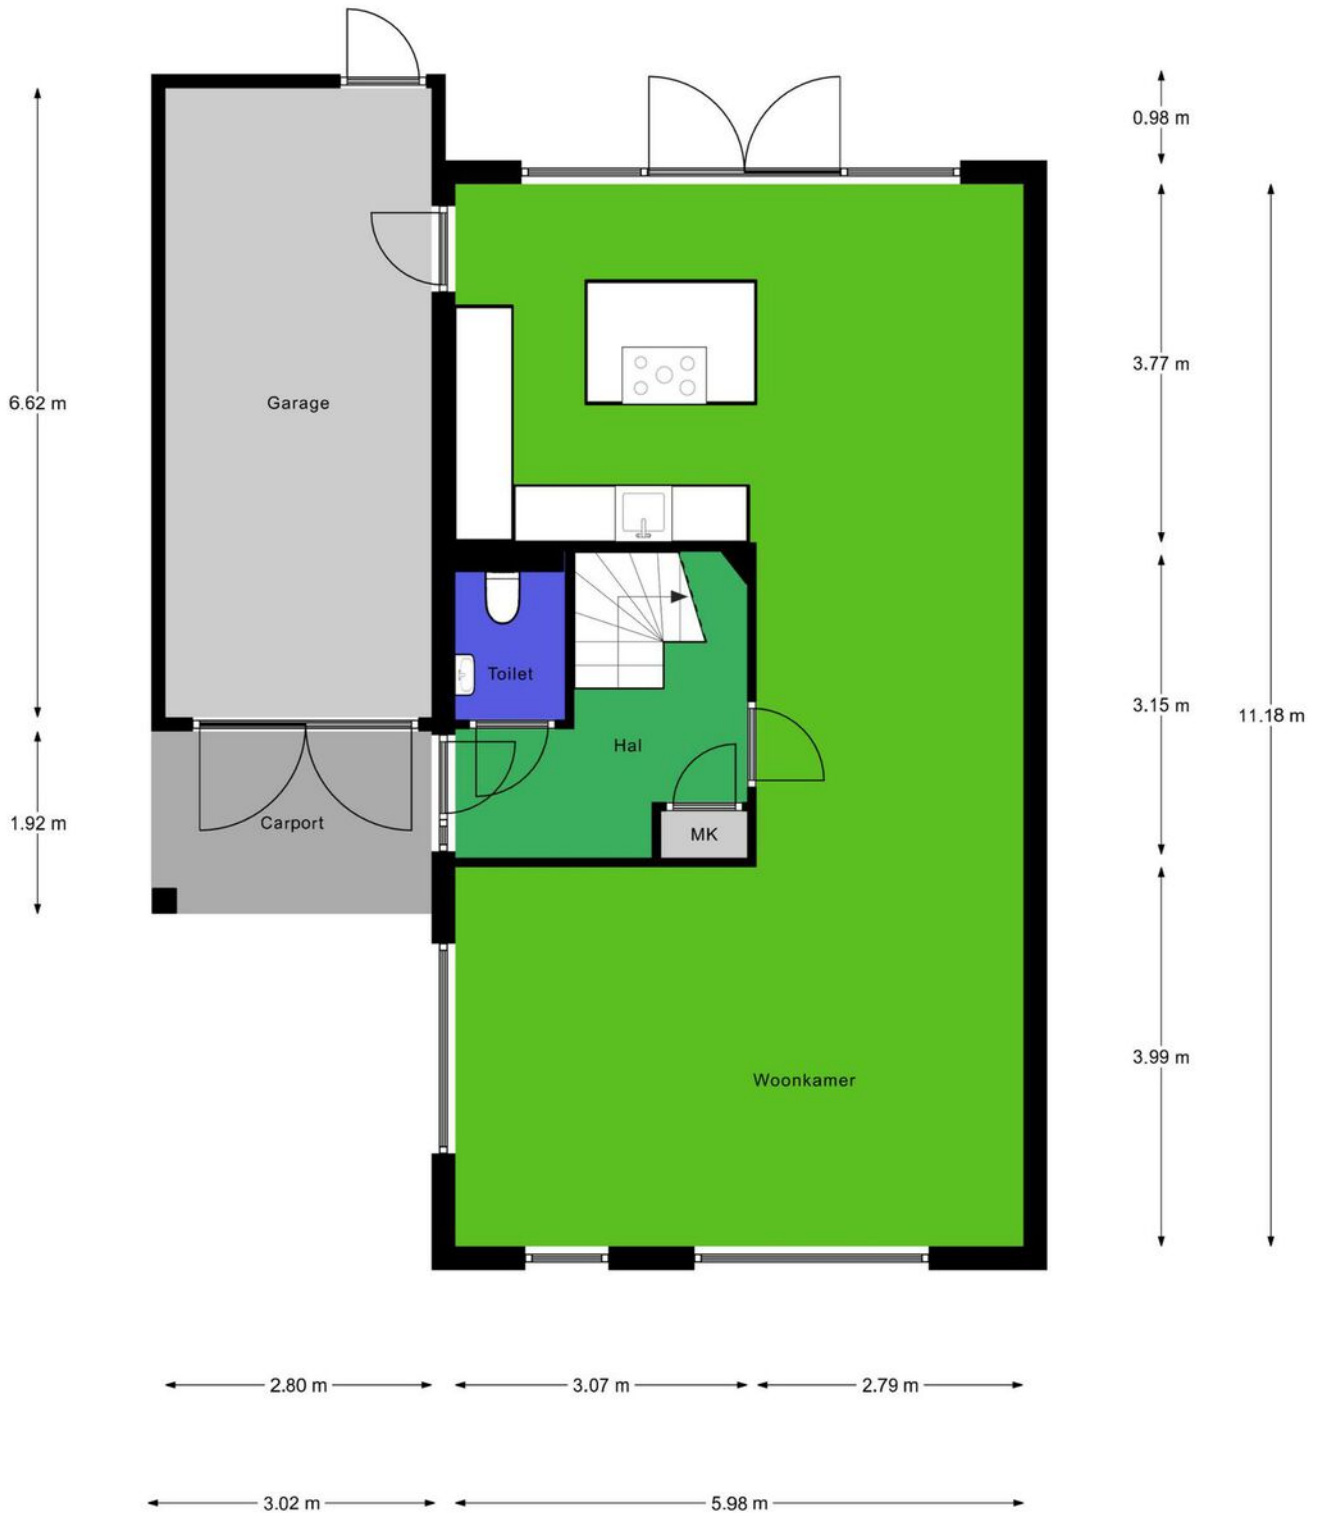 0.98 m
3.77 m
6.62 m
Garage
Toilet
3.15 m
11.18 m
Hal
1.92 m
Carport
MK
3.99 m
Woonkamer
2.80 m
3.07 m
2.79 m
3.02 m
5.98 m